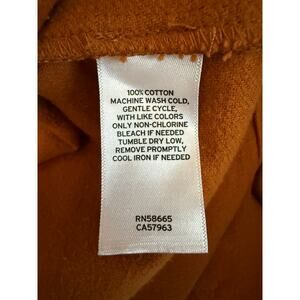 100% COTTON
MACHINE WASH COLD,
GENTLE CYCLE,
WITH LIKE COLORS
ONLY NON-CHLORINE
BLEACH IF NEEDED
TUMBLE DRY LOW,
REMOVE PROMPTLY
COOL IRON IF NEEDED
RN58665
CA57963